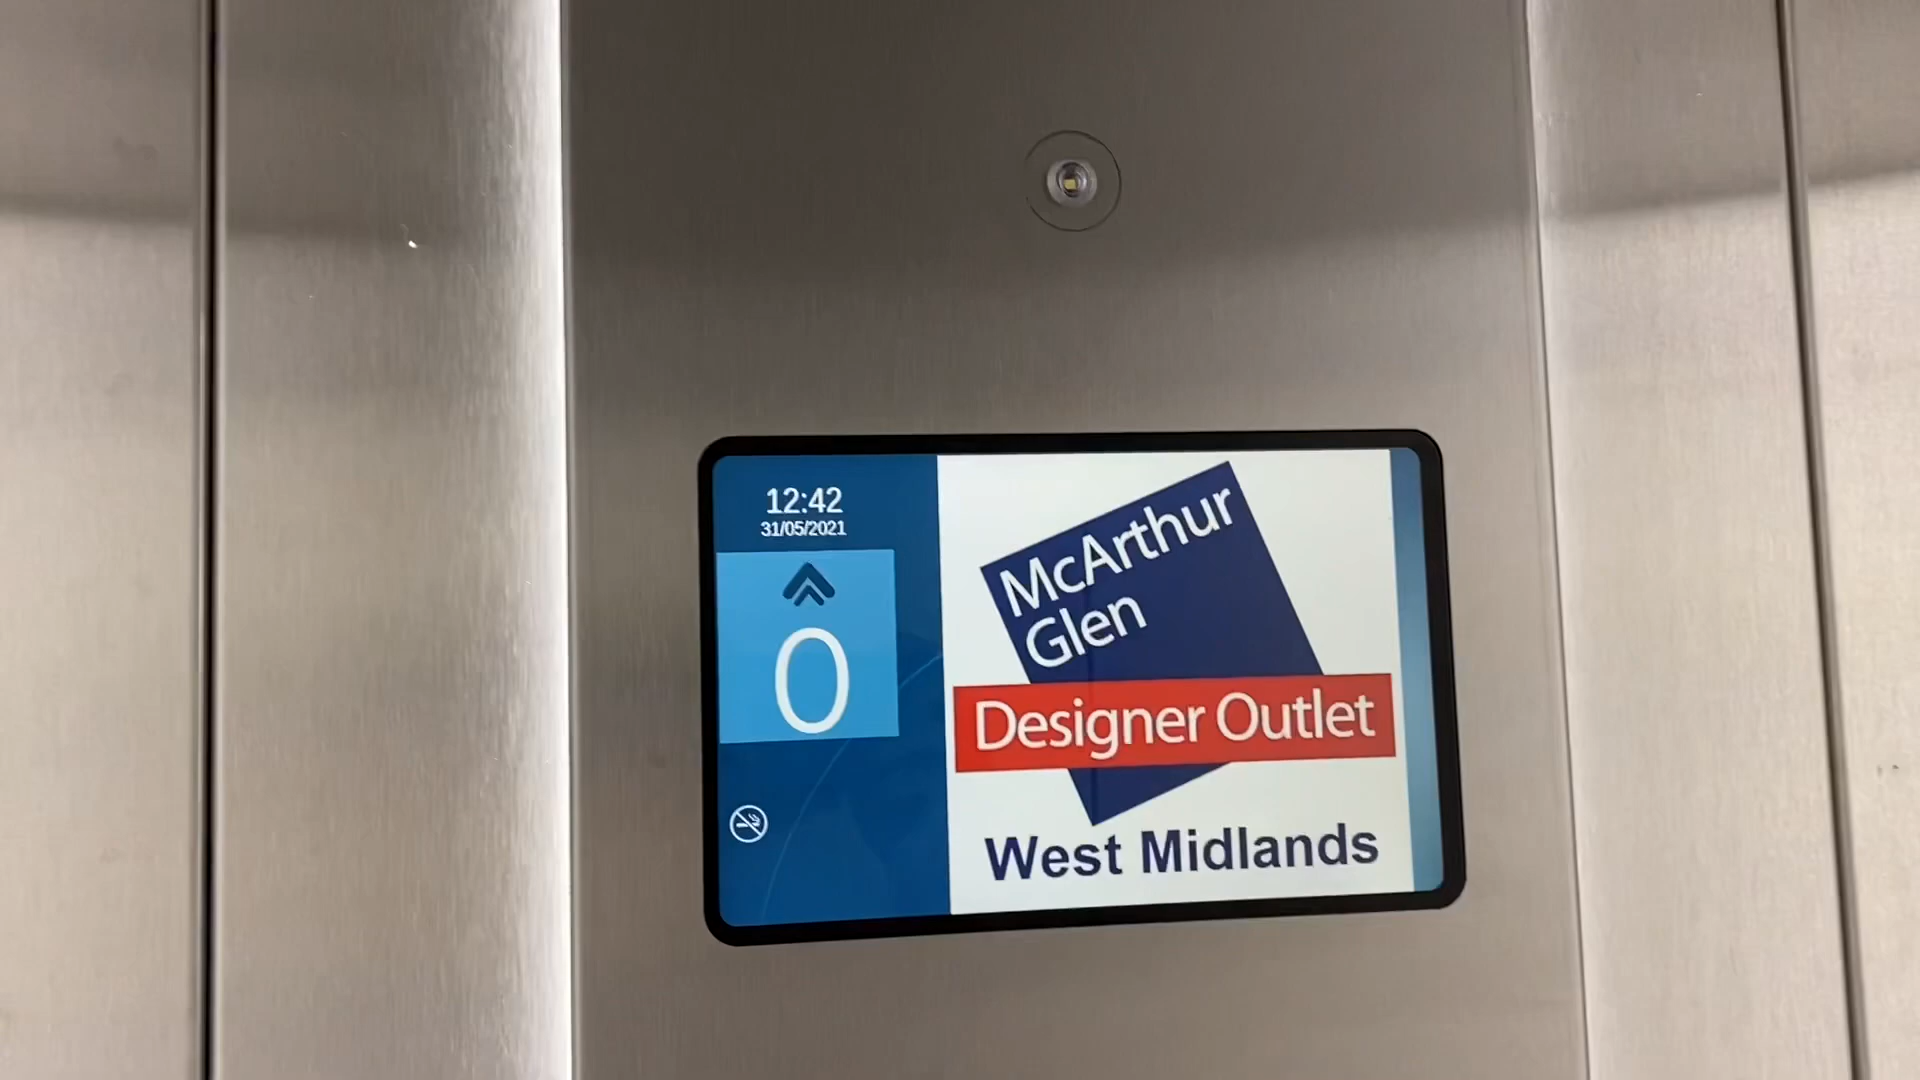 12:42
31/05/2021
0
McArthur
Glen
Designer Outlet
West Midlands